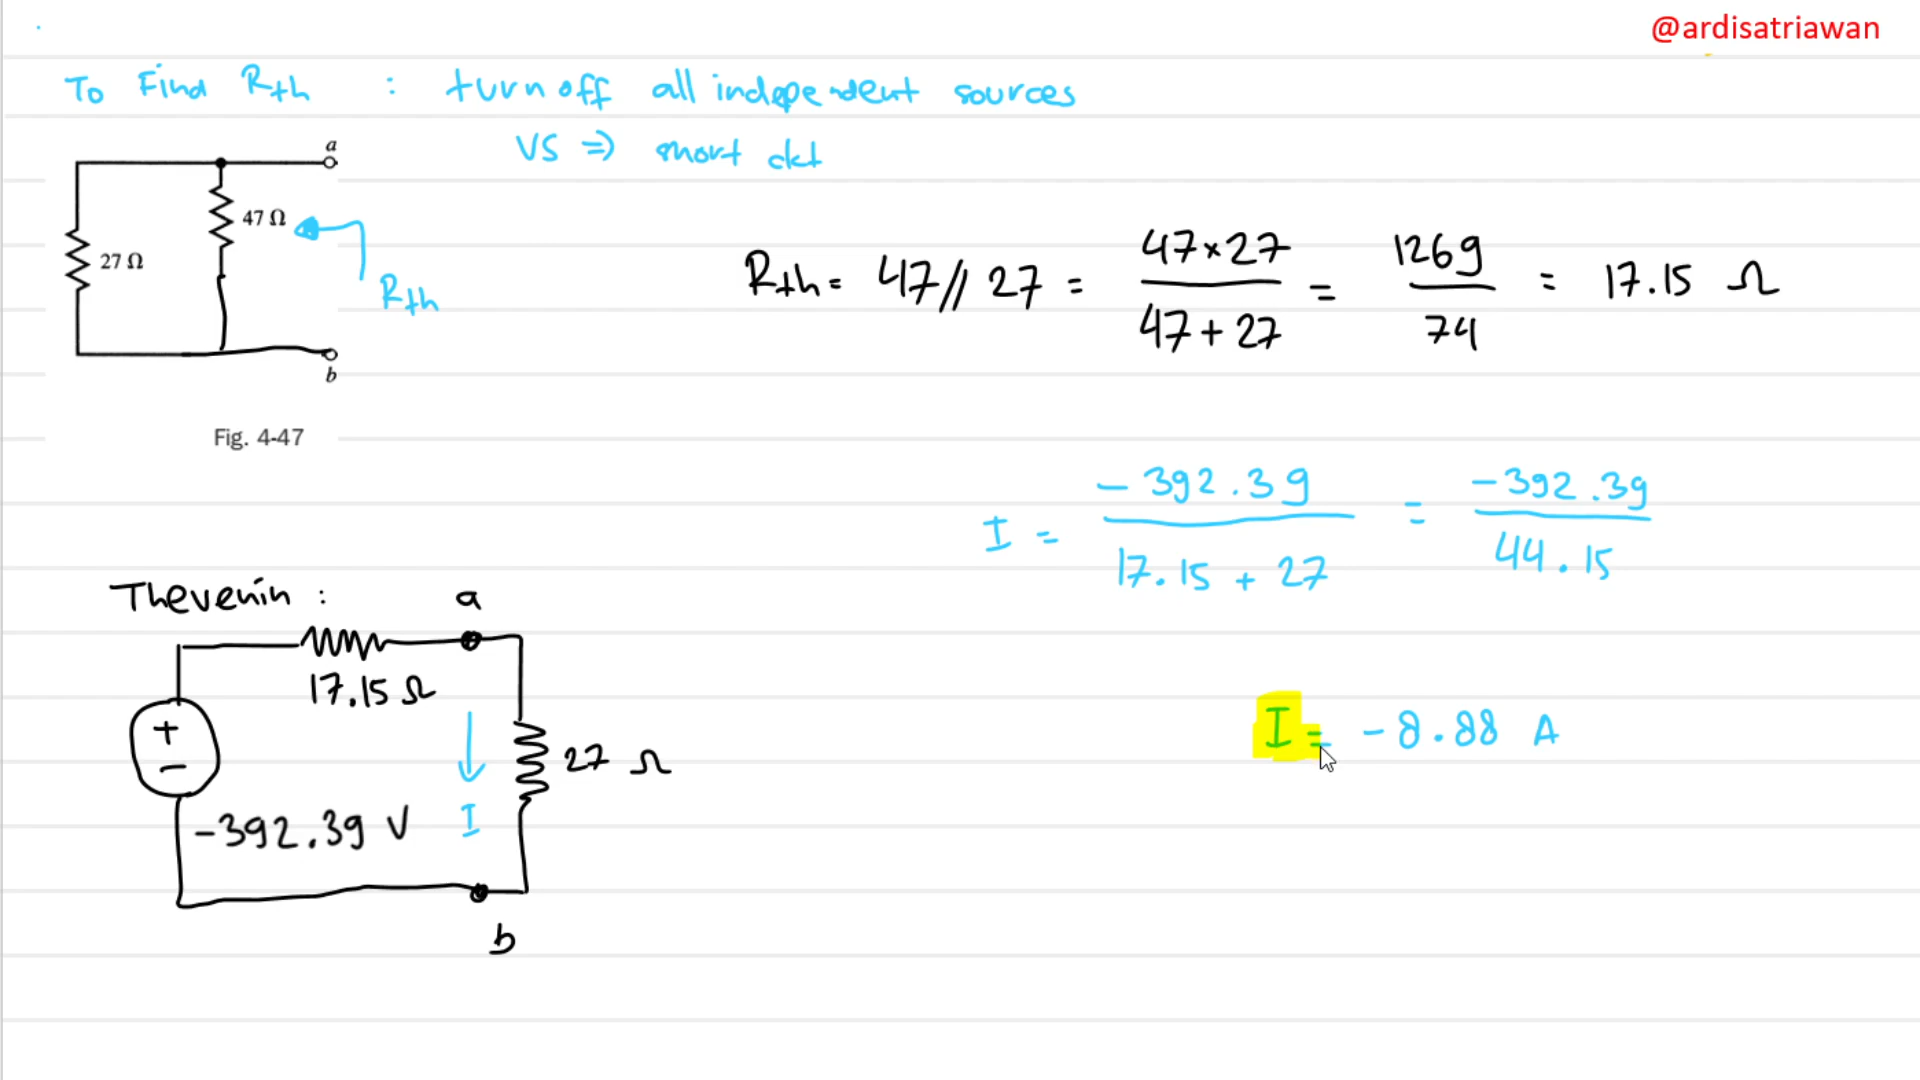 @ardisatriawan
To Find Rth : turn off all independent sources
VS => short ckt
a
47 Ω
27 Ω
Rth
b
Fig. 4-47
Rth = 47 // 27 = 47×27 / 47+27 = 1269 / 74 = 17.15 Ω
I = -392.39 / 17.15 + 27 = -392.39 / 44.15
Thevenin :
a
17.15 Ω
+
-
27 Ω
-392.39 V
I
b
I = -8.88 A